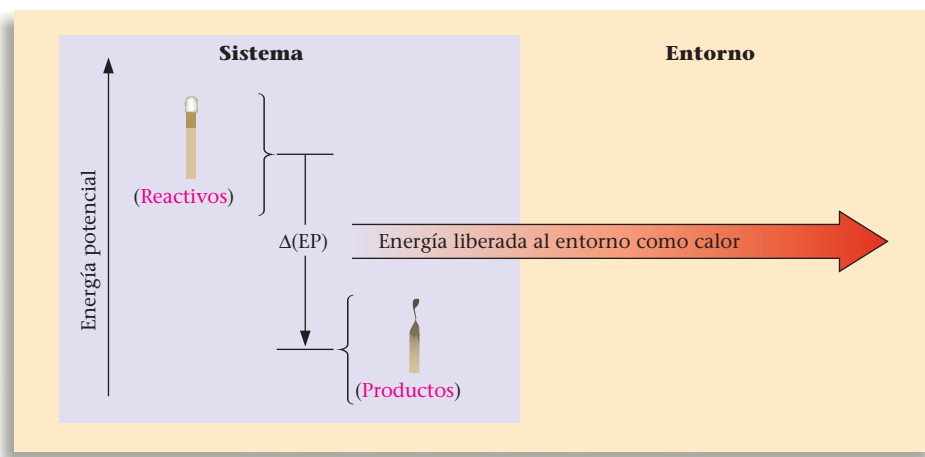 Sistema
Entorno
Energía potencial
(Reactivos)
Δ(EP)
Energía liberada al entorno como calor
(Productos)